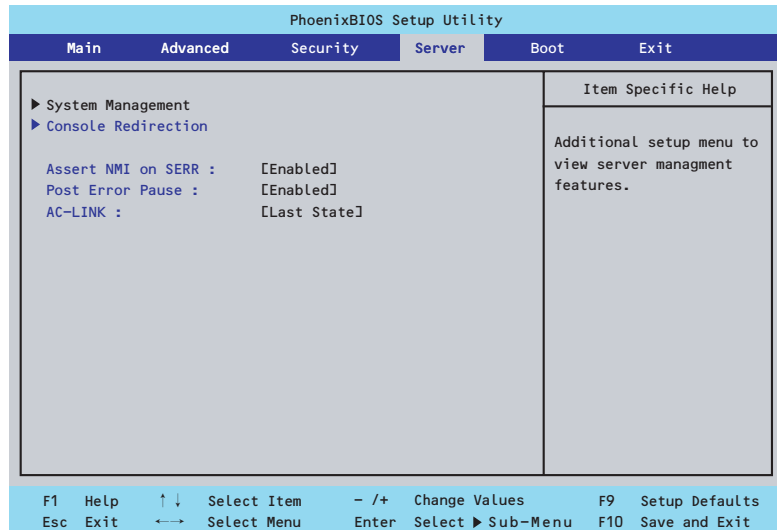 PhoenixBIOS Setup Utility
Main Advanced Security Server Boot Exit
Item Specific Help
▶ System Management
▶ Console Redirection
Assert NMI on SERR : [Enabled]
Post Error Pause : [Enabled]
AC-LINK : [Last State]
Additional setup menu to
view server managment
features.
F1 Help ↑↓ Select Item - /+ Change Values F9 Setup Defaults
Esc Exit ←→ Select Menu Enter Select ▶ Sub-Menu F10 Save and Exit